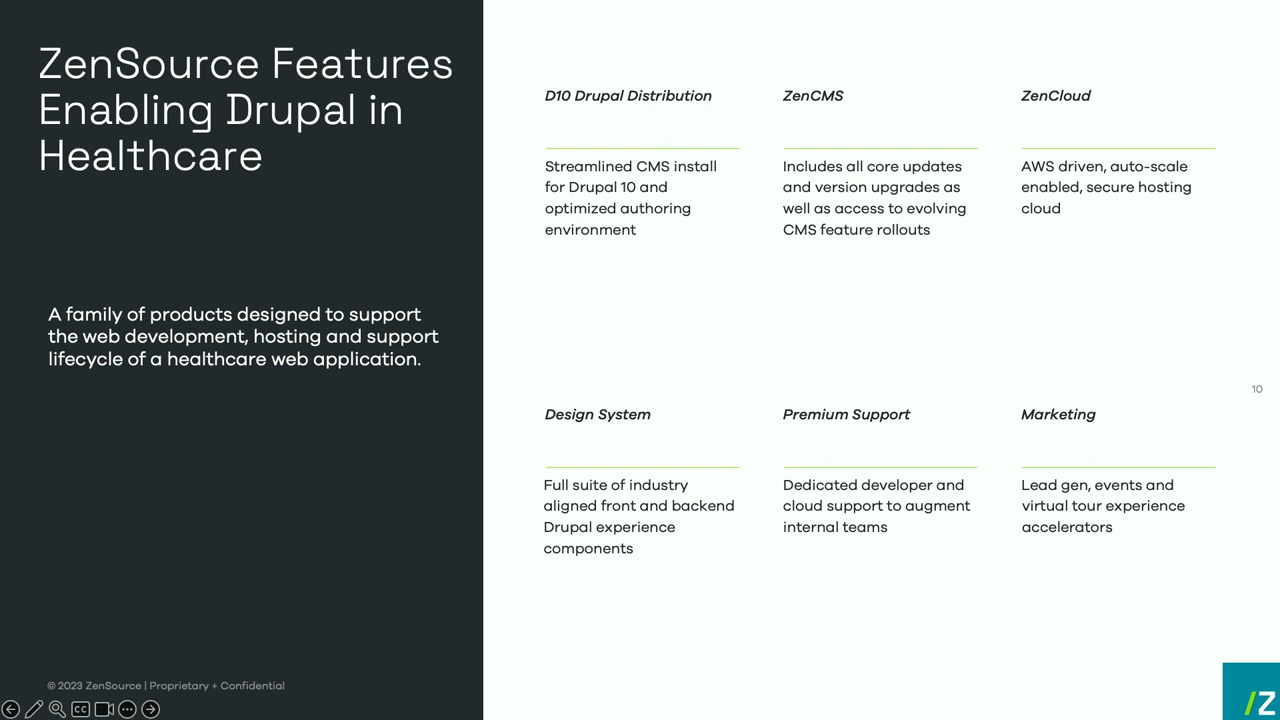 ZenSource Features
Enabling Drupal in
Healthcare
A family of products designed to support
the web development, hosting and support
lifecycle of a healthcare web application.
© 2023 ZenSource | Proprietary + Confidential
D10 Drupal Distribution
Streamlined CMS install
for Drupal 10 and
optimized authoring
environment
ZenCMS
Includes all core updates
and version upgrades as
well as access to evolving
CMS feature rollouts
ZenCloud
AWS driven, auto-scale
enabled, secure hosting
cloud
10
Design System
Full suite of industry
aligned front and backend
Drupal experience
components
Premium Support
Dedicated developer and
cloud support to augment
internal teams
Marketing
Lead gen, events and
virtual tour experience
accelerators
CC
/Z